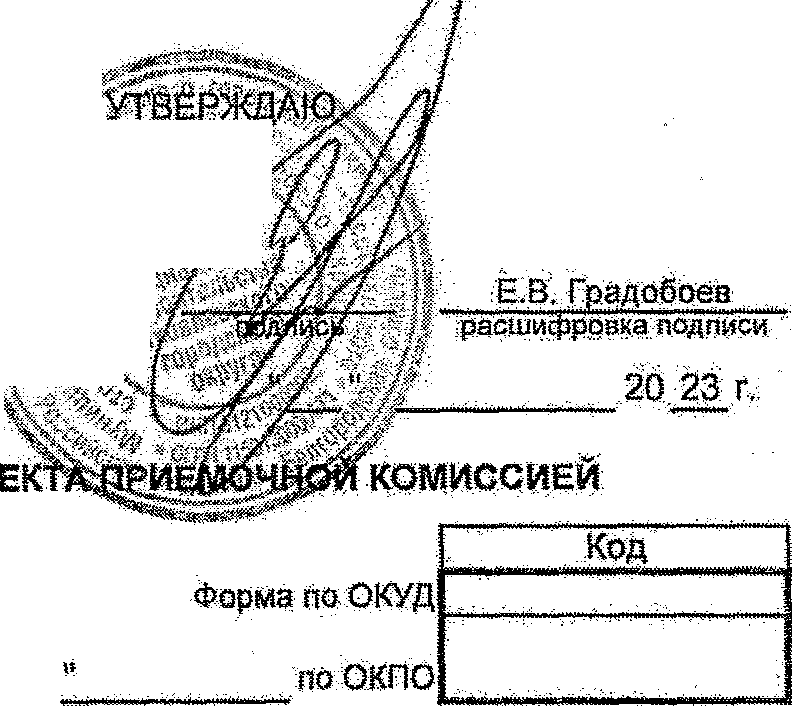 УТВЕРЖДАЮ
Е.В. Градобоев
подпись расшифровка подписи
" " 20 23 г.
ЕКТА ПРИЕМОЧНОЙ КОМИССИЕЙ
Код
Форма по ОКУД
" по ОКПО